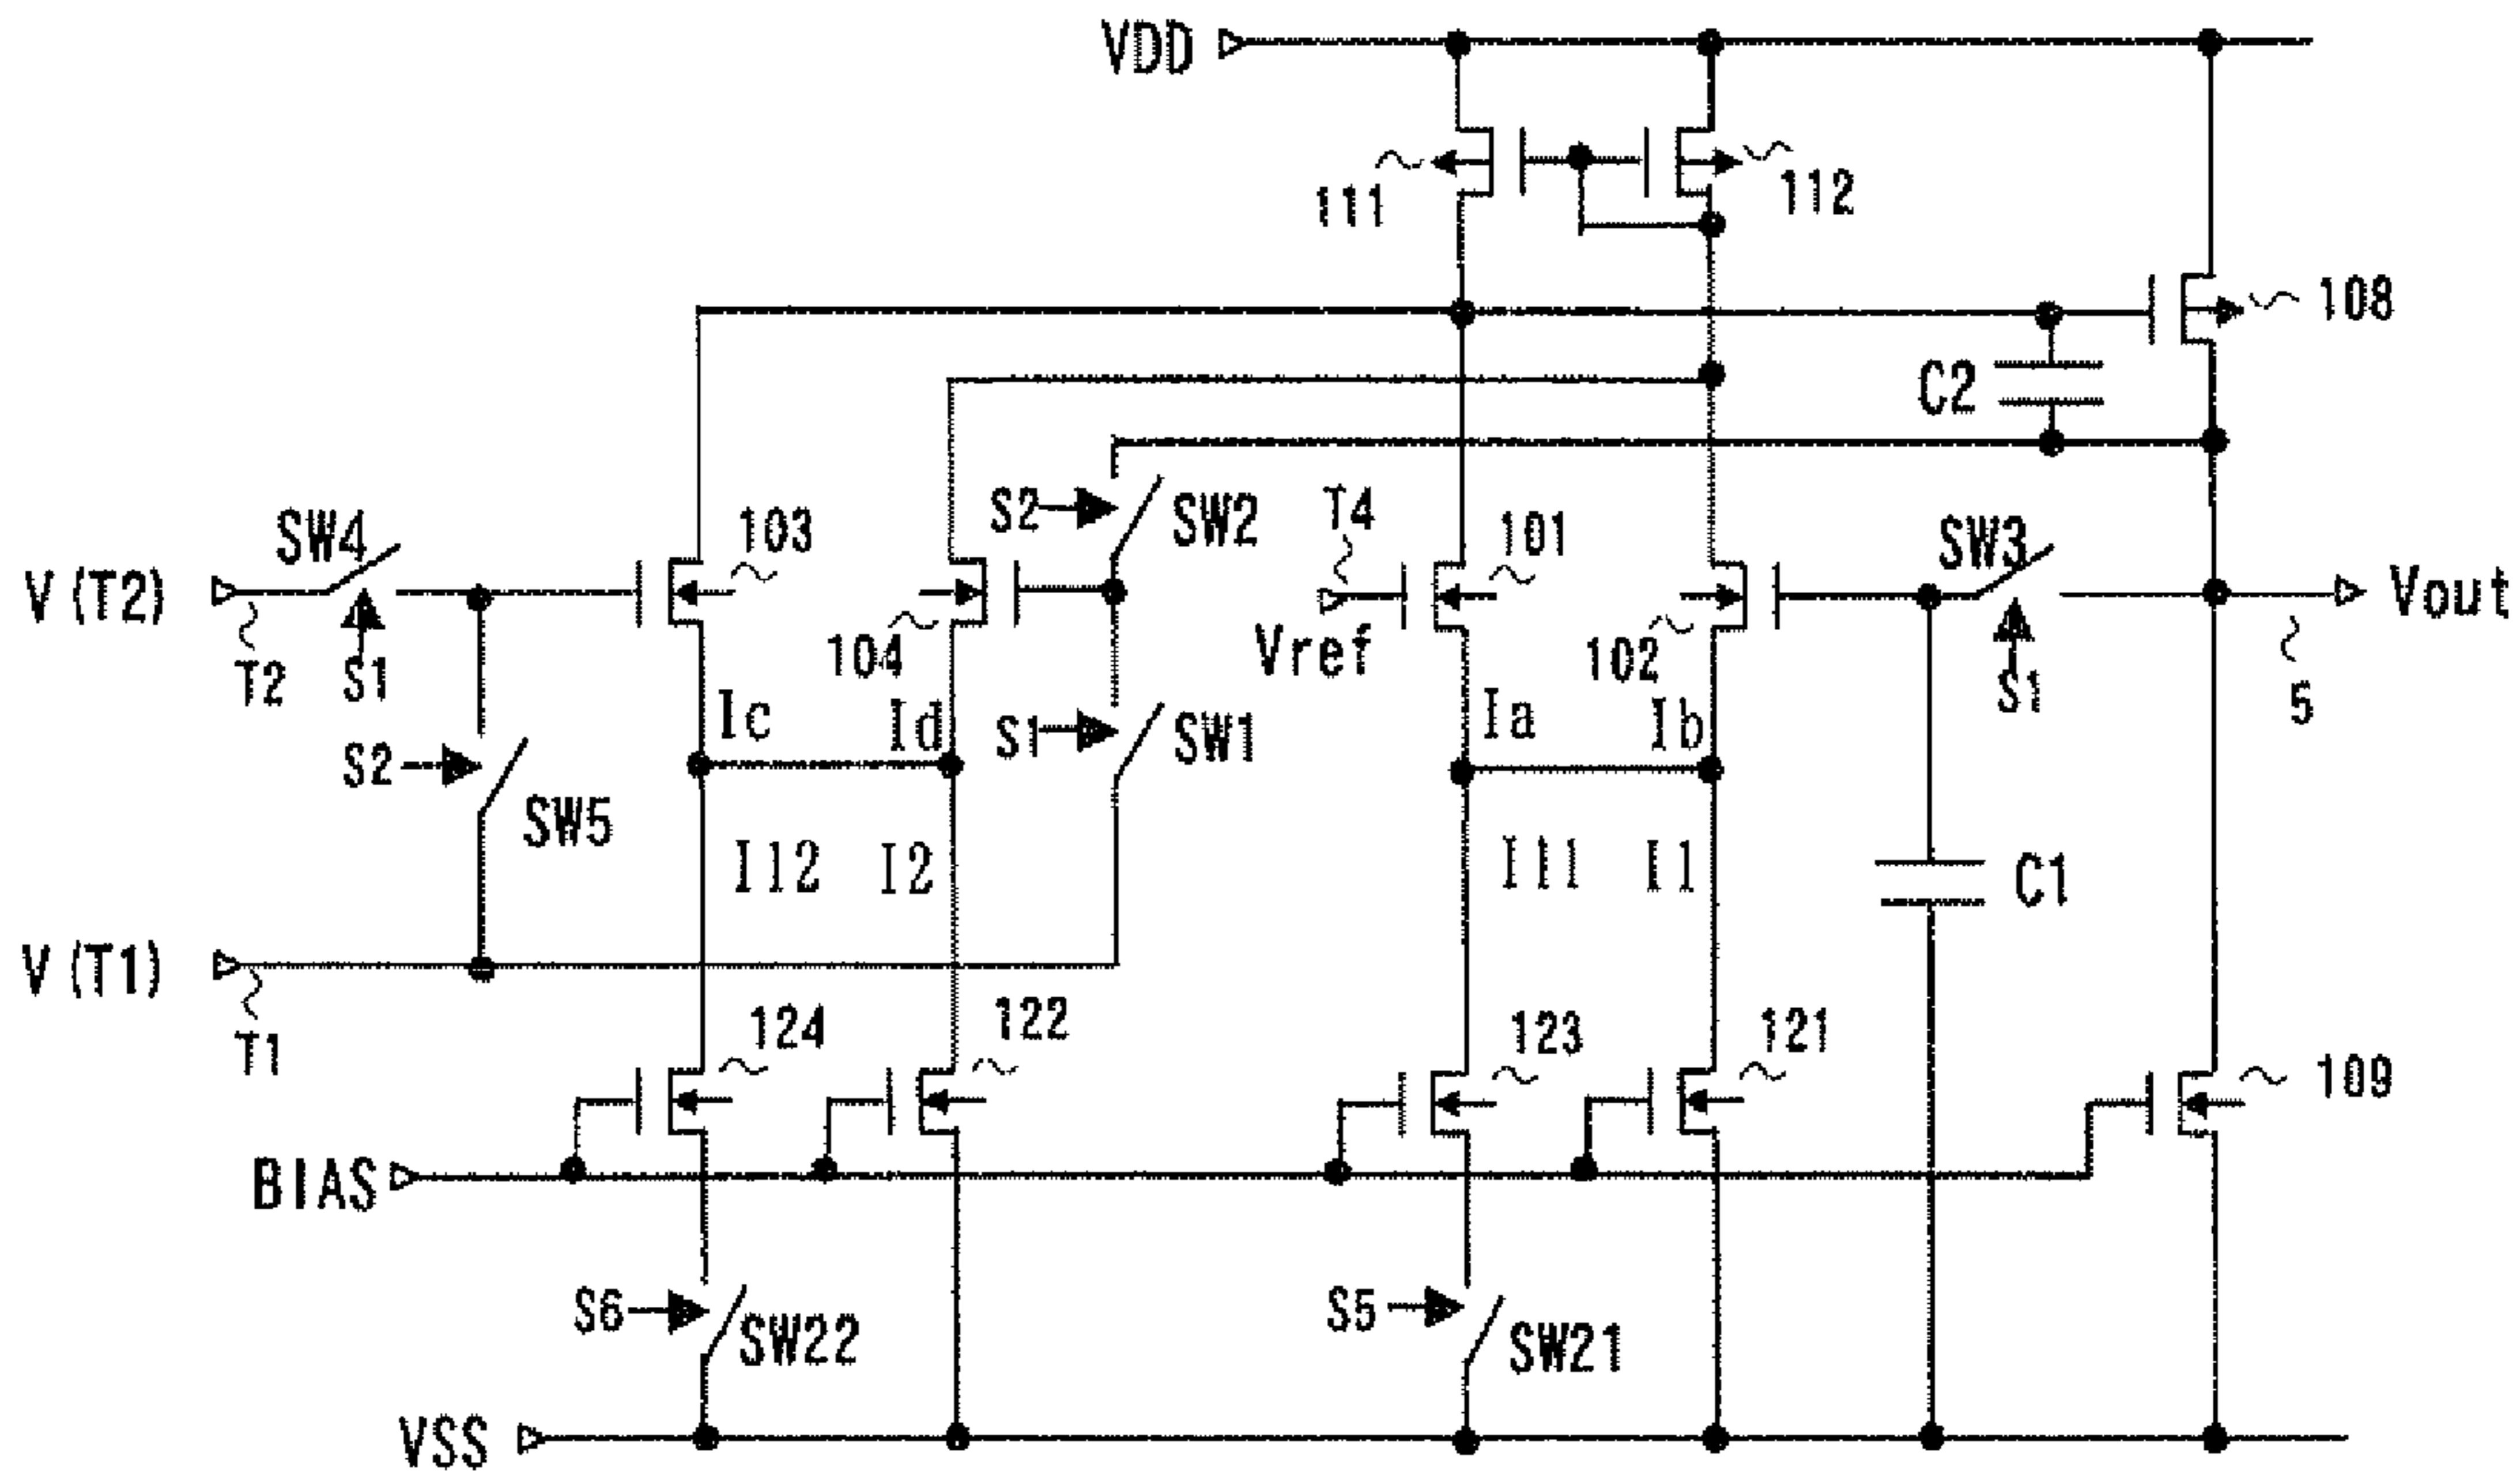 VDD
111
112
108
C2
S2
SW2
T4
101
SW3
SW4
103
V(T2)
Vout
104
Vref
102
T2
S1
S1
5
Ic
Id
S1
SW1
Ia
Ib
S2
SW5
I12
I2
I11
I1
C1
V(T1)
T1
124
122
123
121
109
BIAS
S6
SW22
S5
SW21
VSS